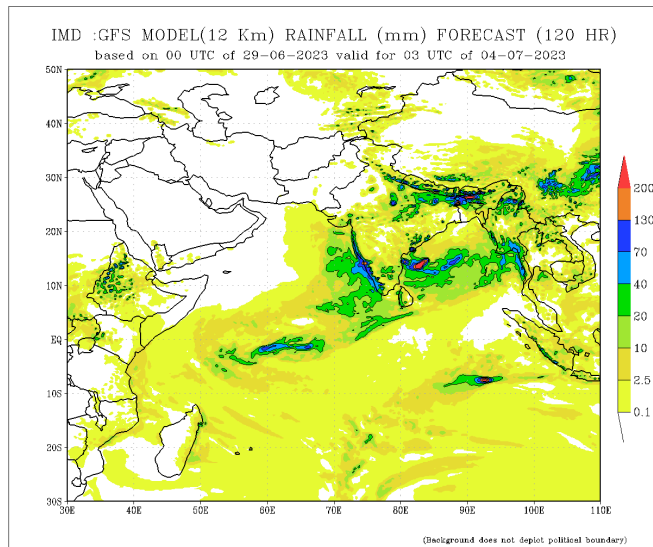 IMD :GFS MODEL(12 Km) RAINFALL (mm) FORECAST (120 HR)
based on 00 UTC of 29-06-2023 valid for 03 UTC of 04-07-2023
50N
40N
30N
20N
10N
EQ
10S
20S
30S
30E 40E 50E 60E 70E 80E 90E 100E 110E
200
130
70
40
20
10
2.5
0.1
(Background does not depict political boundary)